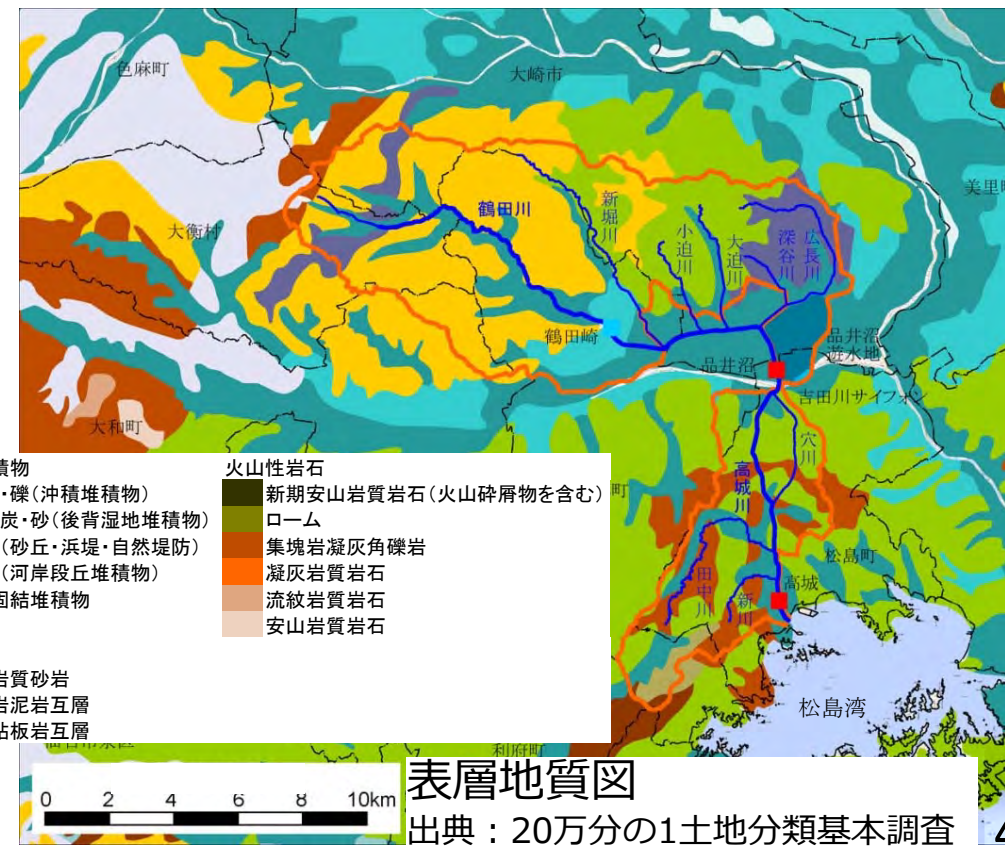 色麻町
大崎市
美里町
大衡村
鶴田川
新堀川
小迫川
大迫川
深谷川
広長川
鶴田崎
品井沼
品井沼
遊水地
吉田川サイフォン
大和町
穴川
高城川
町
松島町
田中川
新川
高城
松島湾
利府町
積物
・礫(沖積堆積物)
炭・砂(後背湿地堆積物)
(砂丘・浜堤・自然堤防)
(河岸段丘堆積物)
固結堆積物
岩質砂岩
岩泥岩互層
粘板岩互層
火山性岩石
新期安山岩質岩石(火山砕屑物を含む)
ローム
集塊岩凝灰角礫岩
凝灰岩質岩石
流紋岩質岩石
安山岩質岩石
0 2 4 6 8 10km
表層地質図
出典：20万分の1土地分類基本調査